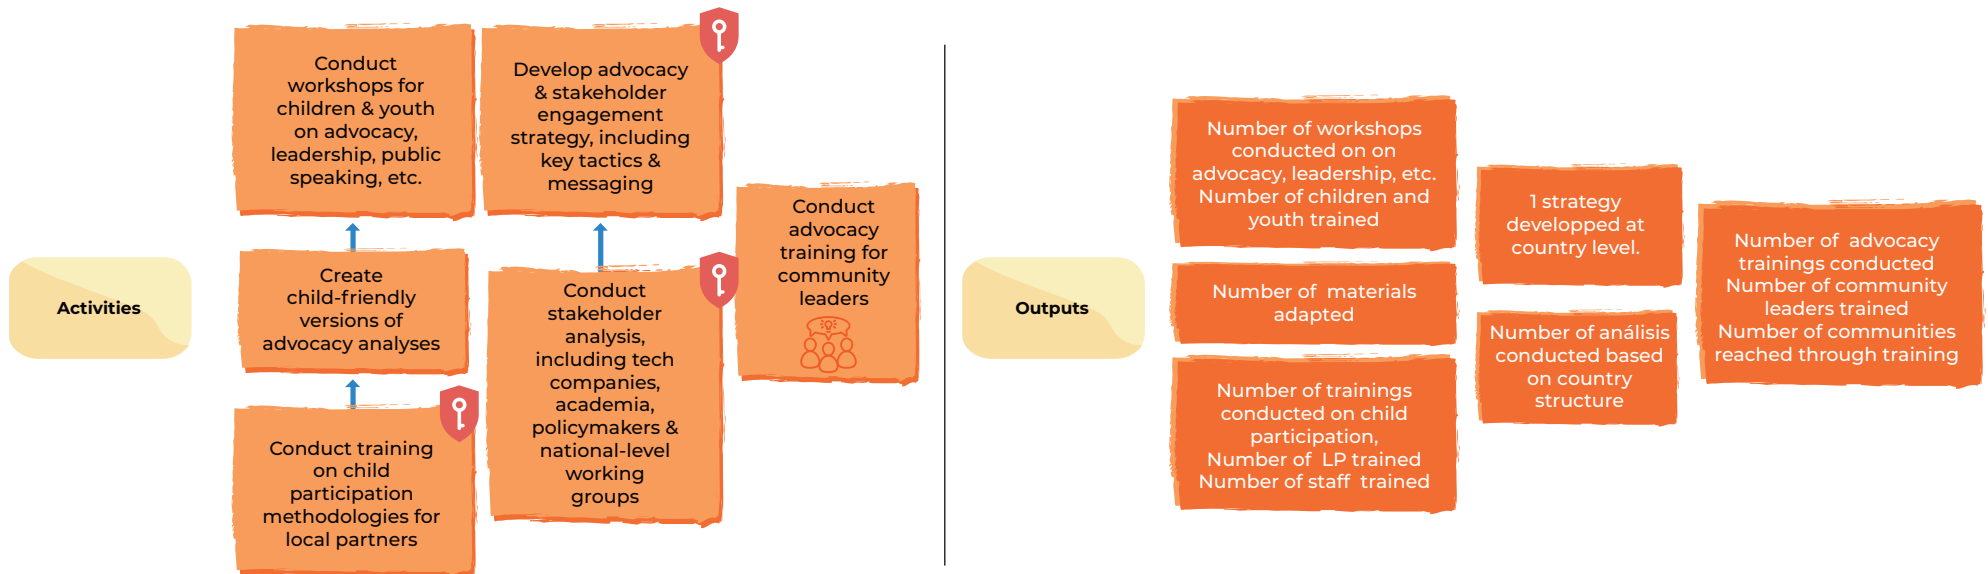 Activities
Conduct
workshops for
children & youth
on advocacy,
leadership, public
speaking, etc.
Create
child-friendly
versions of
advocacy analyses
Conduct training
on child
participation
methodologies for
local partners
Develop advocacy
& stakeholder
engagement
strategy, including
key tactics &
messaging
Conduct
stakeholder
analysis,
including tech
companies,
academia,
policymakers &
national-level
working
groups
Conduct
advocacy
training for
community
leaders
Outputs
Number of workshops
conducted on on
advocacy, leadership, etc.
Number of children and
youth trained
Number of materials
adapted
Number of trainings
conducted on child
participation,
Number of LP trained
Number of staff trained
1 strategy
developped at
country level.
Number of análisis
conducted based
on country
structure
Number of advocacy
trainings conducted
Number of community
leaders trained
Number of communities
reached through training